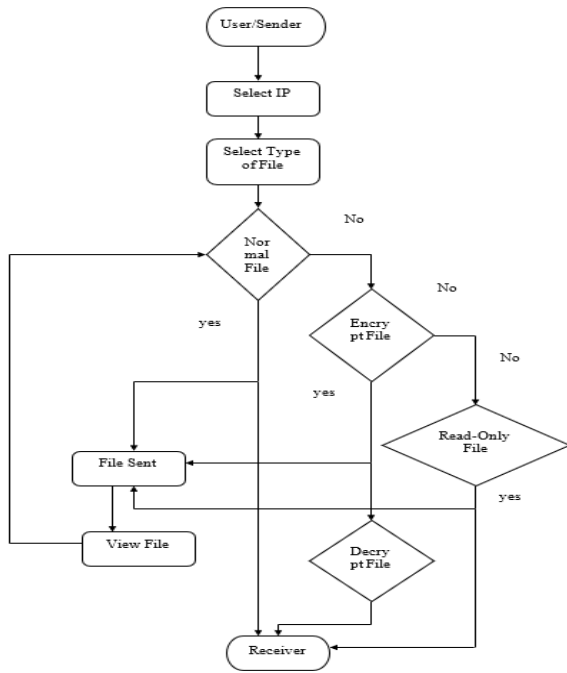 User/Sender
Select IP
Select Type
of File
No
Nor
mal
File
No
yes
Encry
pt File
No
yes
Read-Only
File
File Sent
yes
View File
Decry
pt File
Receiver